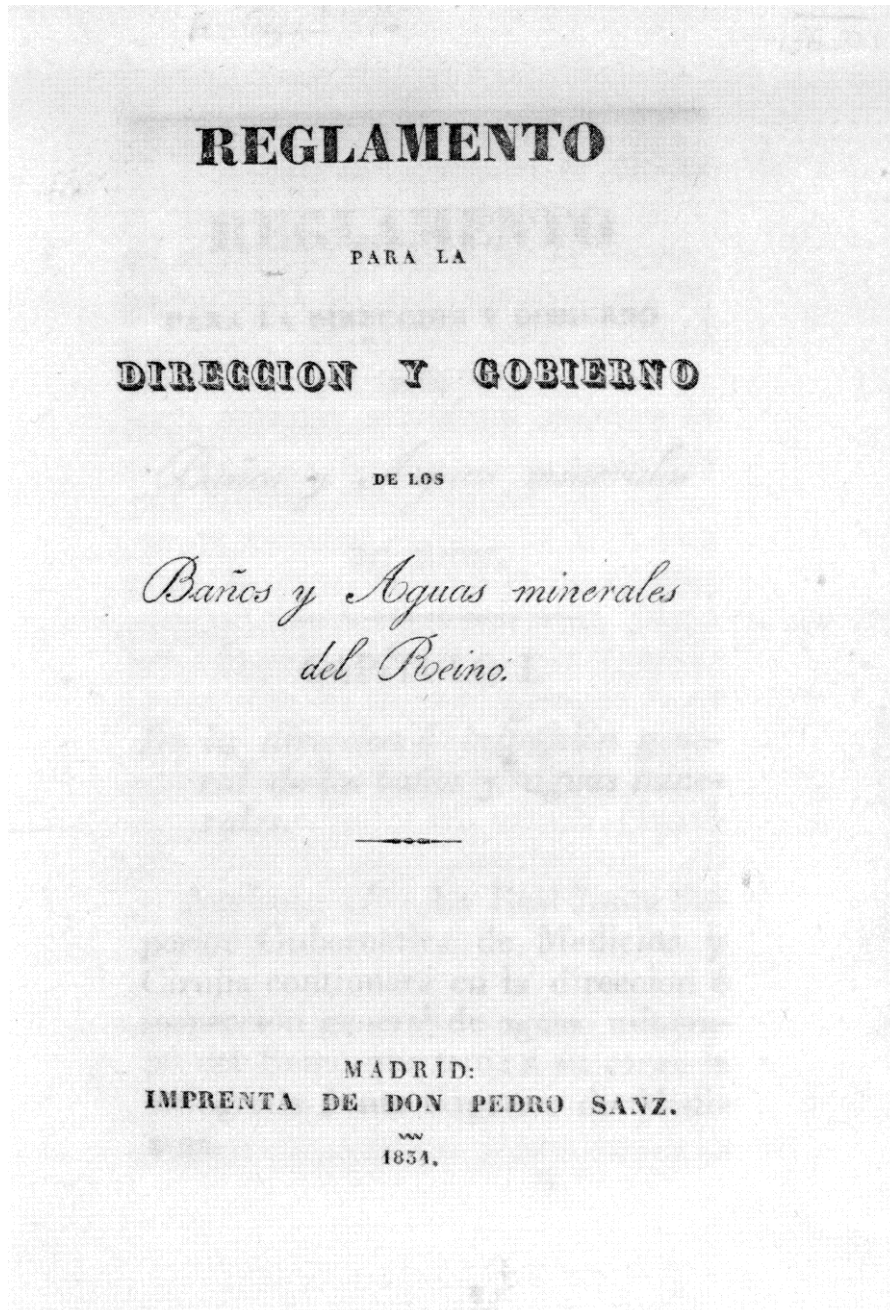 REGLAMENTO
PARA LA
DIRECCION Y GOBIERNO
DE LOS
Baños y Aguas minerales
del Reino.
MADRID:
IMPRENTA DE DON PEDRO SANZ.
1834.